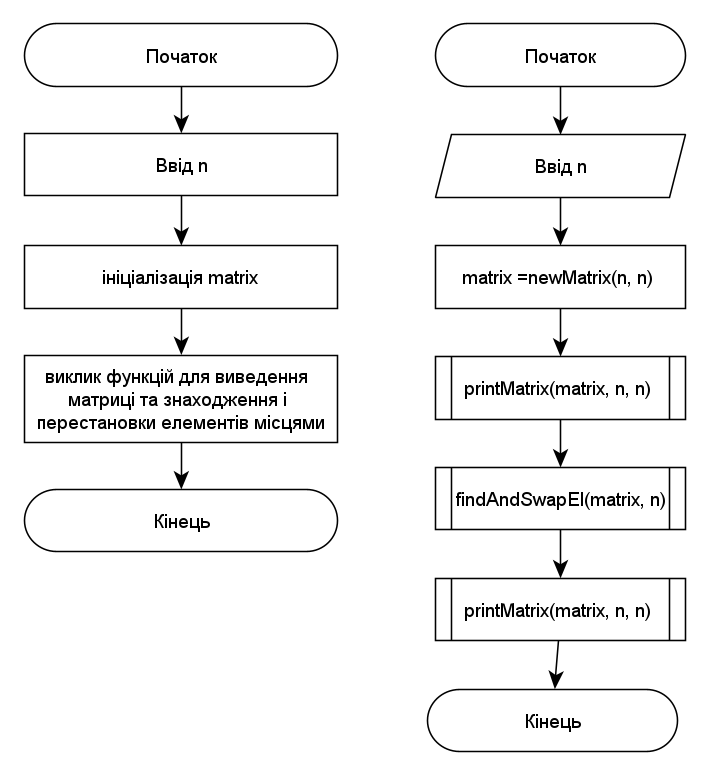 Початок
Ввід n
ініціалізація matrix
виклик функцій для виведення
матриці та знаходження і
перестановки елементів місцями
Кінець
Початок
Ввід n
matrix =newMatrix(n, n)
printMatrix(matrix, n, n)
findAndSwapEl(matrix, n)
printMatrix(matrix, n, n)
Кінець